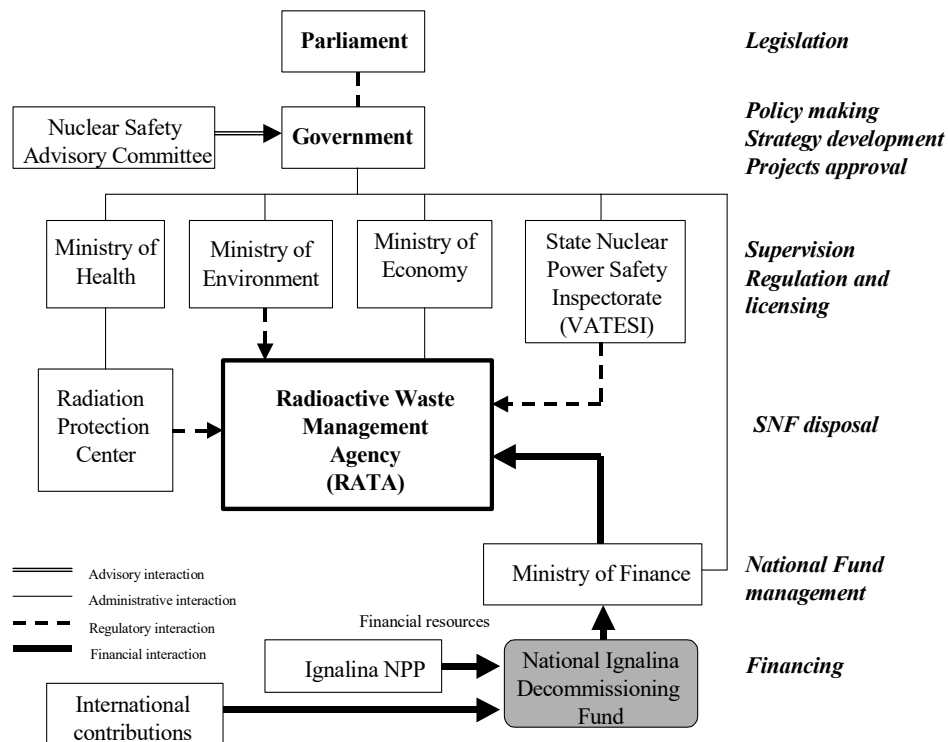 Parliament
Legislation
Nuclear Safety
Advisory Committee
Government
Policy making
Strategy development
Projects approval
Ministry of
Health
Ministry of
Environment
Ministry of
Economy
State Nuclear
Power Safety
Inspectorate
(VATESI)
Supervision
Regulation and
licensing
Radiation
Protection
Center
Radioactive Waste
Management
Agency
(RATA)
SNF disposal
Advisory interaction
Administrative interaction
Regulatory interaction
Financial interaction
Ministry of Finance
National Fund
management
Financial resources
Ignalina NPP
National Ignalina
Decommissioning
Fund
Financing
International
contributions